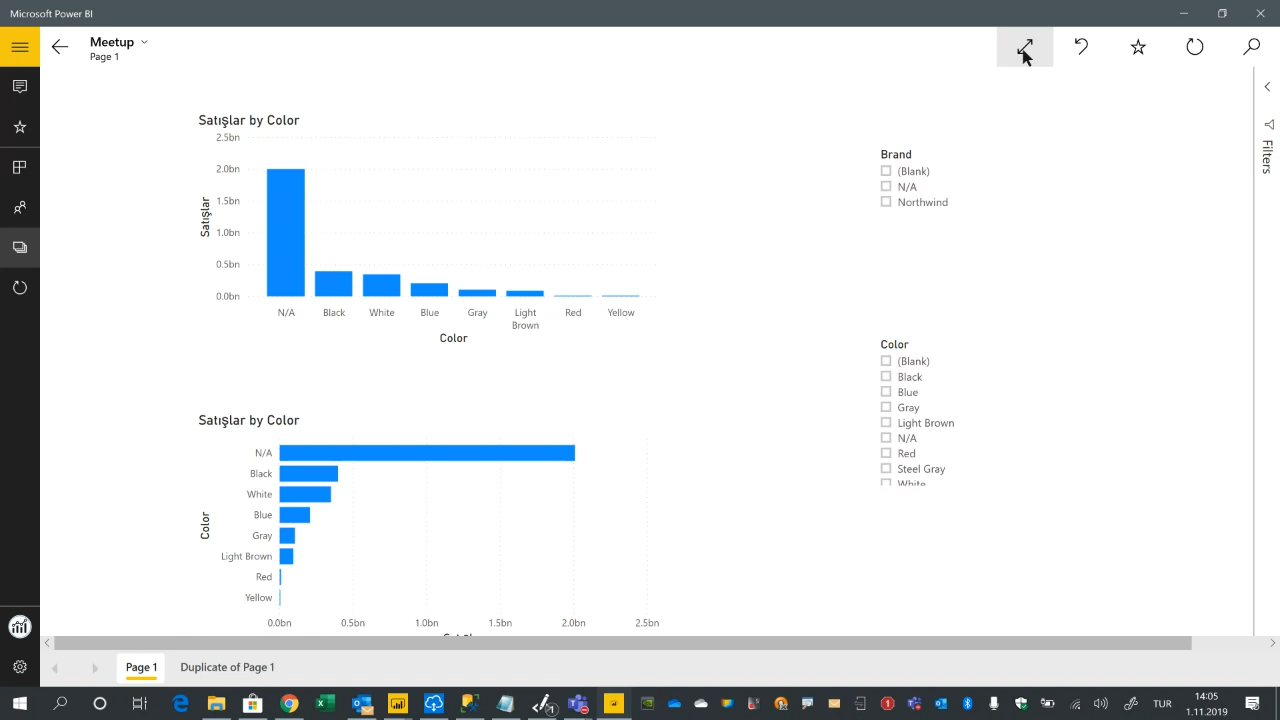 Microsoft Power BI
Meetup
Page 1
Satışlar by Color
2.5bn
2.0bn
1.5bn
1.0bn
0.5bn
0.0bn
Satışlar
N/A Black White Blue Gray Light Brown Red Yellow
Color
Brand
(Blank)
N/A
Northwind
Color
(Blank)
Black
Blue
Gray
Light Brown
N/A
Red
Steel Gray
White
Filters
Satışlar by Color
Color
N/A
Black
White
Blue
Gray
Light Brown
Red
Yellow
0.0bn 0.5bn 1.0bn 1.5bn 2.0bn 2.5bn
Page 1 Duplicate of Page 1
TUR
14:05
1.11.2019